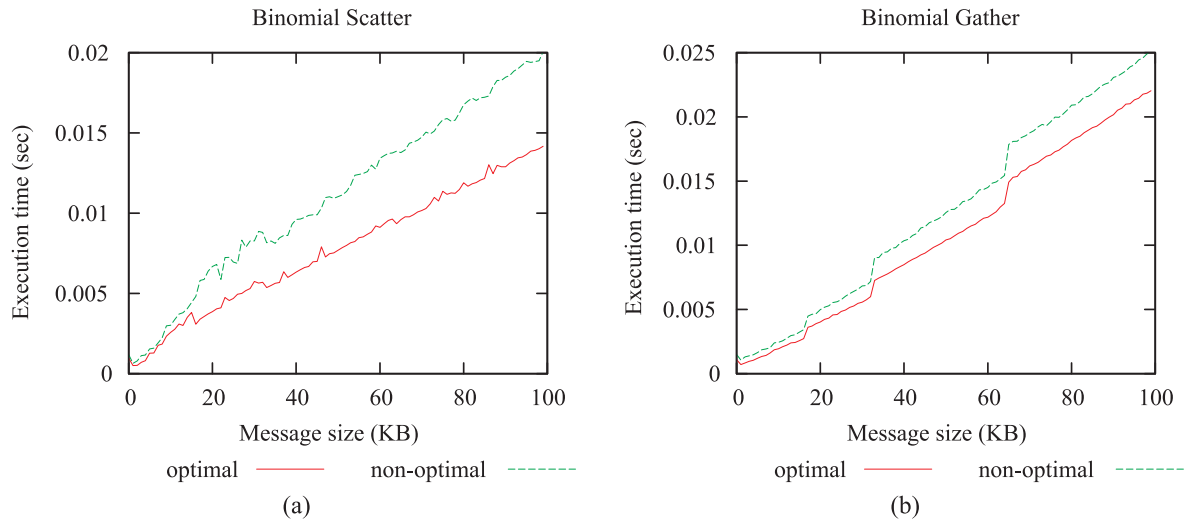 Binomial Scatter
0.02
0.015
0.01
0.005
0
Execution time (sec)
0 20 40 60 80 100
Message size (KB)
optimal non-optimal
(a)
Binomial Gather
0.025
0.02
0.015
0.01
0.005
0
Execution time (sec)
0 20 40 60 80 100
Message size (KB)
optimal non-optimal
(b)